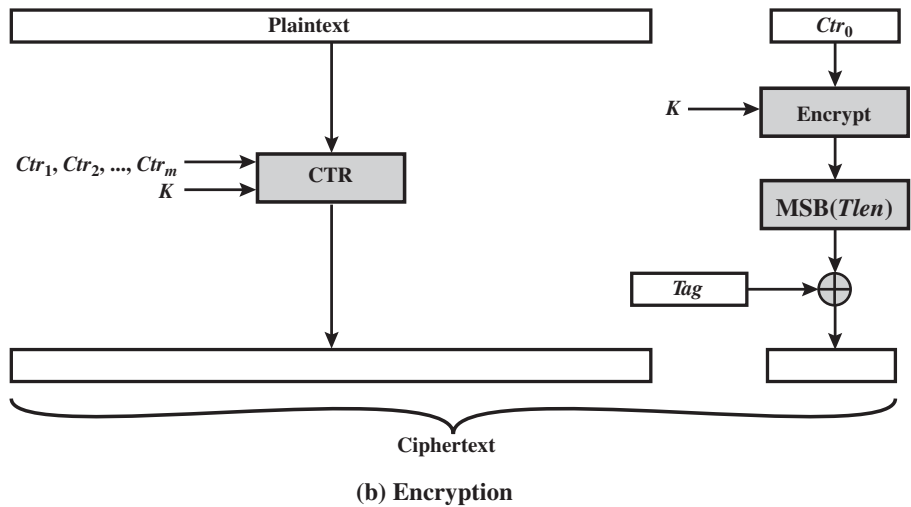 Plaintext
Ctr₀
K
Encrypt
Ctr₁, Ctr₂, ..., Ctrₘ
K
CTR
MSB(Tlen)
Tag
Ciphertext
(b) Encryption